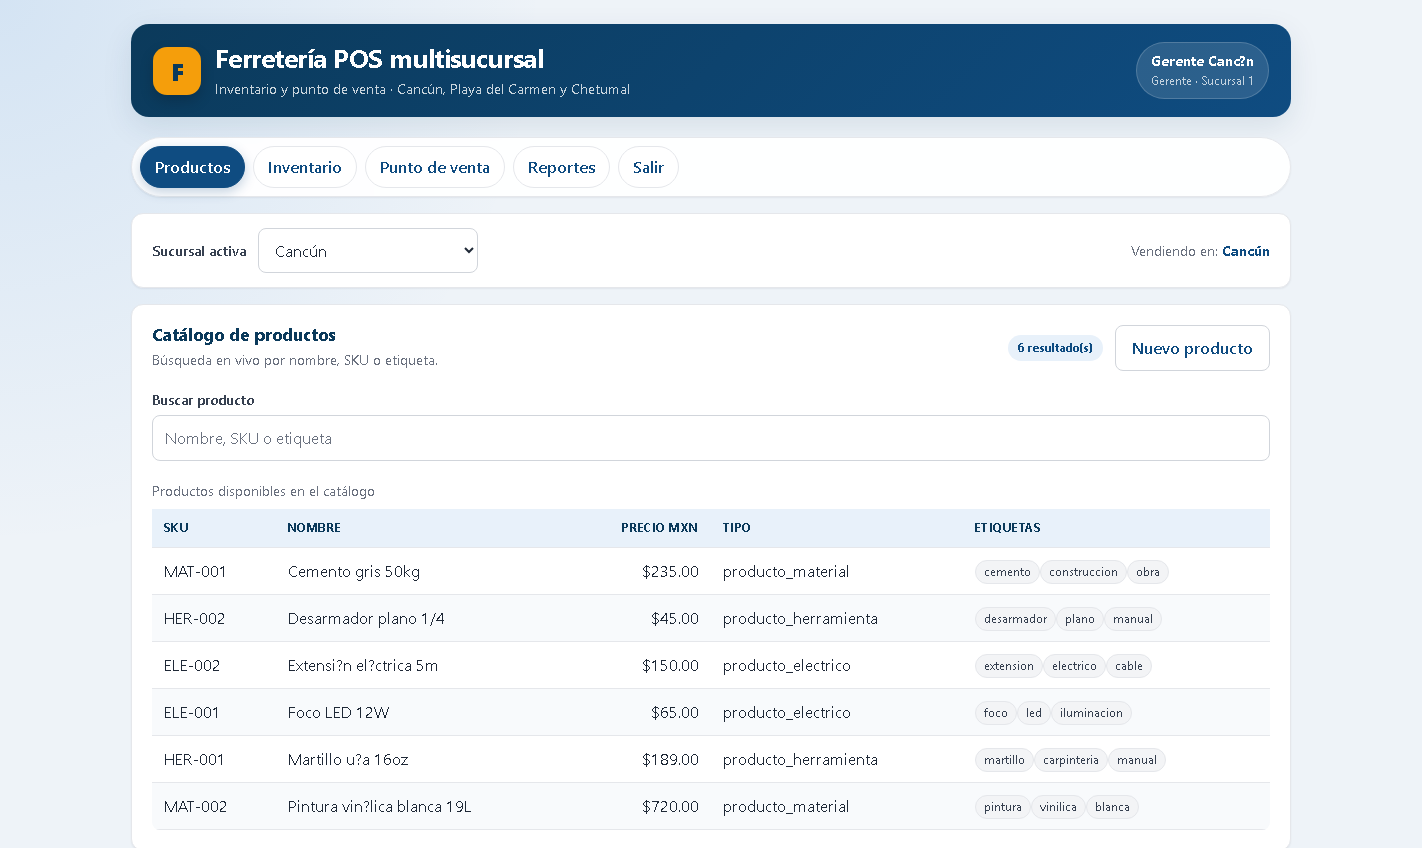 F
Ferretería POS multisucursal
Inventario y punto de venta · Cancún, Playa del Carmen y Chetumal
Gerente Canc?n
Gerente · Sucursal 1
Productos Inventario Punto de venta Reportes Salir
Sucursal activa Cancún Vendiendo en: Cancún
Catálogo de productos
Búsqueda en vivo por nombre, SKU o etiqueta.
6 resultado(s) Nuevo producto
Buscar producto
Nombre, SKU o etiqueta
Productos disponibles en el catálogo
SKU NOMBRE PRECIO MXN TIPO ETIQUETAS
MAT-001 Cemento gris 50kg $235.00 producto_material cemento construccion obra
HER-002 Desarmador plano 1/4 $45.00 producto_herramienta desarmador plano manual
ELE-002 Extensi?n el?ctrica 5m $150.00 producto_electrico extension electrico cable
ELE-001 Foco LED 12W $65.00 producto_electrico foco led iluminacion
HER-001 Martillo u?a 16oz $189.00 producto_herramienta martillo carpinteria manual
MAT-002 Pintura vin?lica blanca 19L $720.00 producto_material pintura vinilica blanca